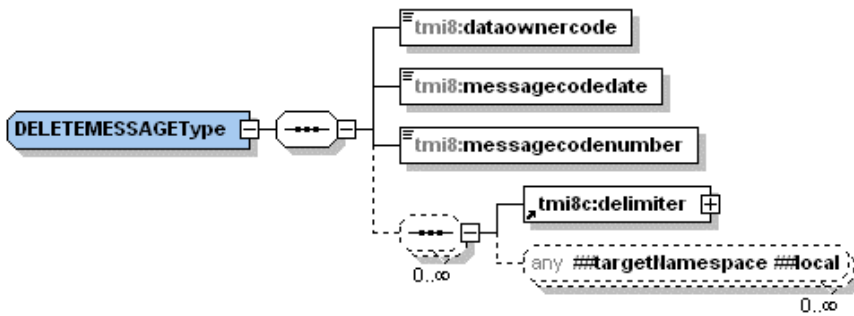 tmi8:dataownercode
tmi8:messagecodedate
DELETEMESSAGEType
tmi8:messagecodenumber
tmi8c:delimiter
0..∞
any ##targetNamespace ##local
0..∞